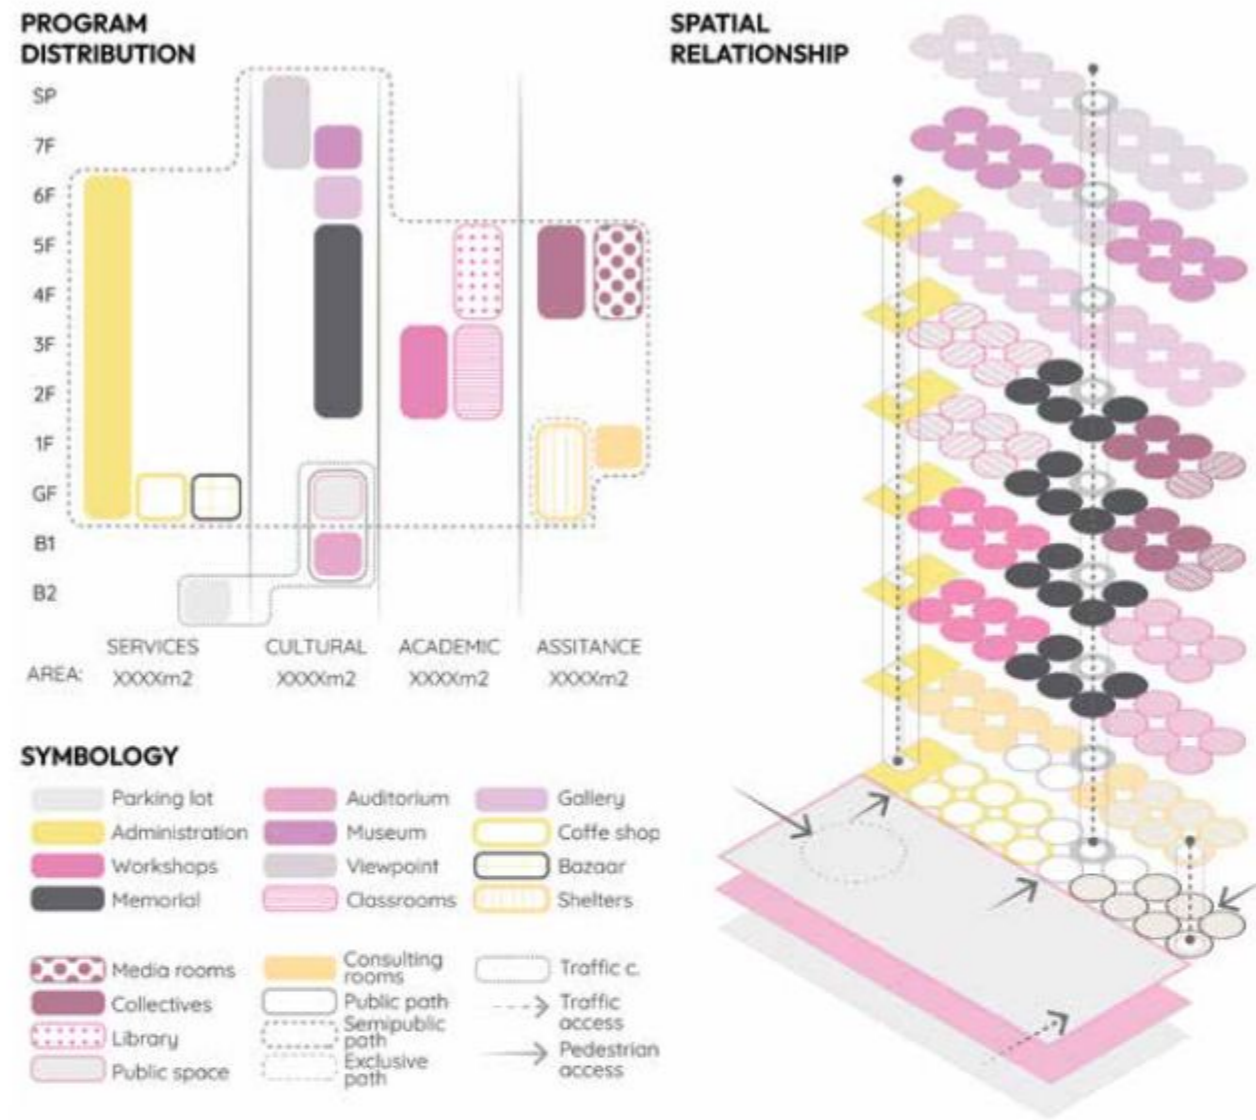 PROGRAM
DISTRIBUTION
SP
7F
6F
5F
4F
3F
2F
1F
GF
B1
B2
SERVICES CULTURAL ACADEMIC ASSITANCE
AREA: XXXXm2 XXXXm2 XXXXm2 XXXXm2
SPATIAL
RELATIONSHIP
SYMBOLOGY
Parking lot Auditorium Gallery
Administration Museum Coffe shop
Workshops Viewpoint Bazaar
Memorial Classrooms Shelters
Media rooms Consulting rooms Traffic c.
Collectives Public path Traffic access
Library Semipublic path Pedestrian access
Public space Exclusive path